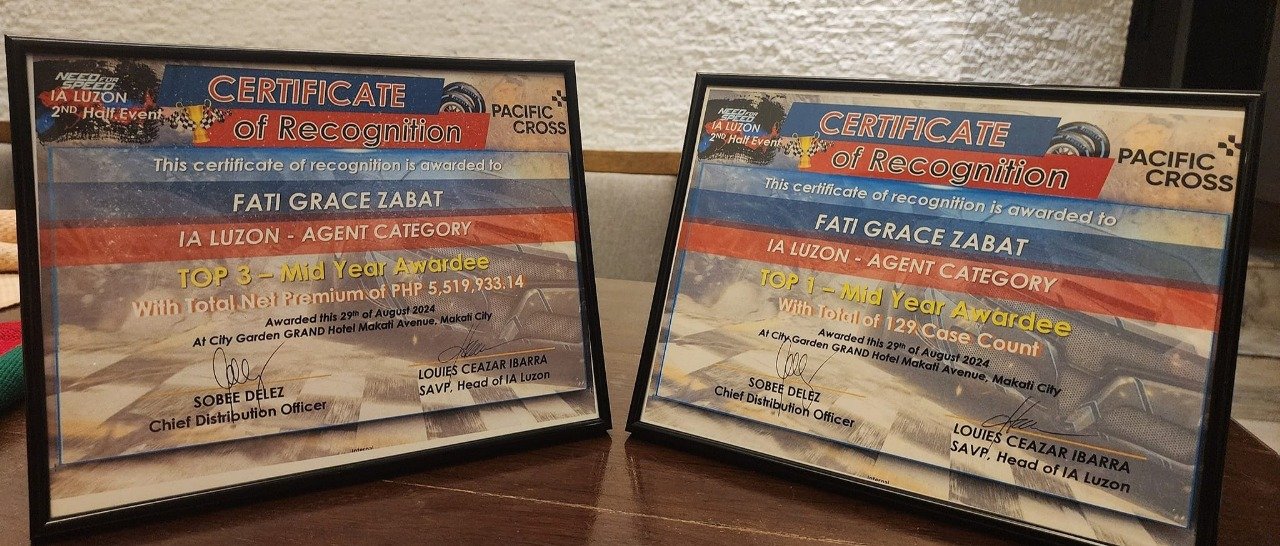 NEED FOR
SPEED
IA LUZON
2ND Half Event
CERTIFICATE
of Recognition
PACIFIC
CROSS
This certificate of recognition is awarded to
FATI GRACE ZABAT
IA LUZON - AGENT CATEGORY
TOP 3 – Mid Year Awardee
With Total Net Premium of PHP 5,519,933.14
Awarded this 29th of August 2024
At City Garden GRAND Hotel Makati Avenue, Makati City
SOBEE DELEZ
Chief Distribution Officer
LOUIES CEAZAR IBARRA
SAVP, Head of IA Luzon
Internal
NEED FOR
SPEED
IA LUZON
2ND Half Event
CERTIFICATE
of Recognition
PACIFIC
CROSS
This certificate of recognition is awarded to
FATI GRACE ZABAT
IA LUZON - AGENT CATEGORY
TOP 1 – Mid Year Awardee
With Total of 129 Case Count
Awarded this 29th of August 2024
At City Garden GRAND Hotel Makati Avenue, Makati City
SOBEE DELEZ
Chief Distribution Officer
LOUIES CEAZAR IBARRA
SAVP, Head of IA Luzon
Internal